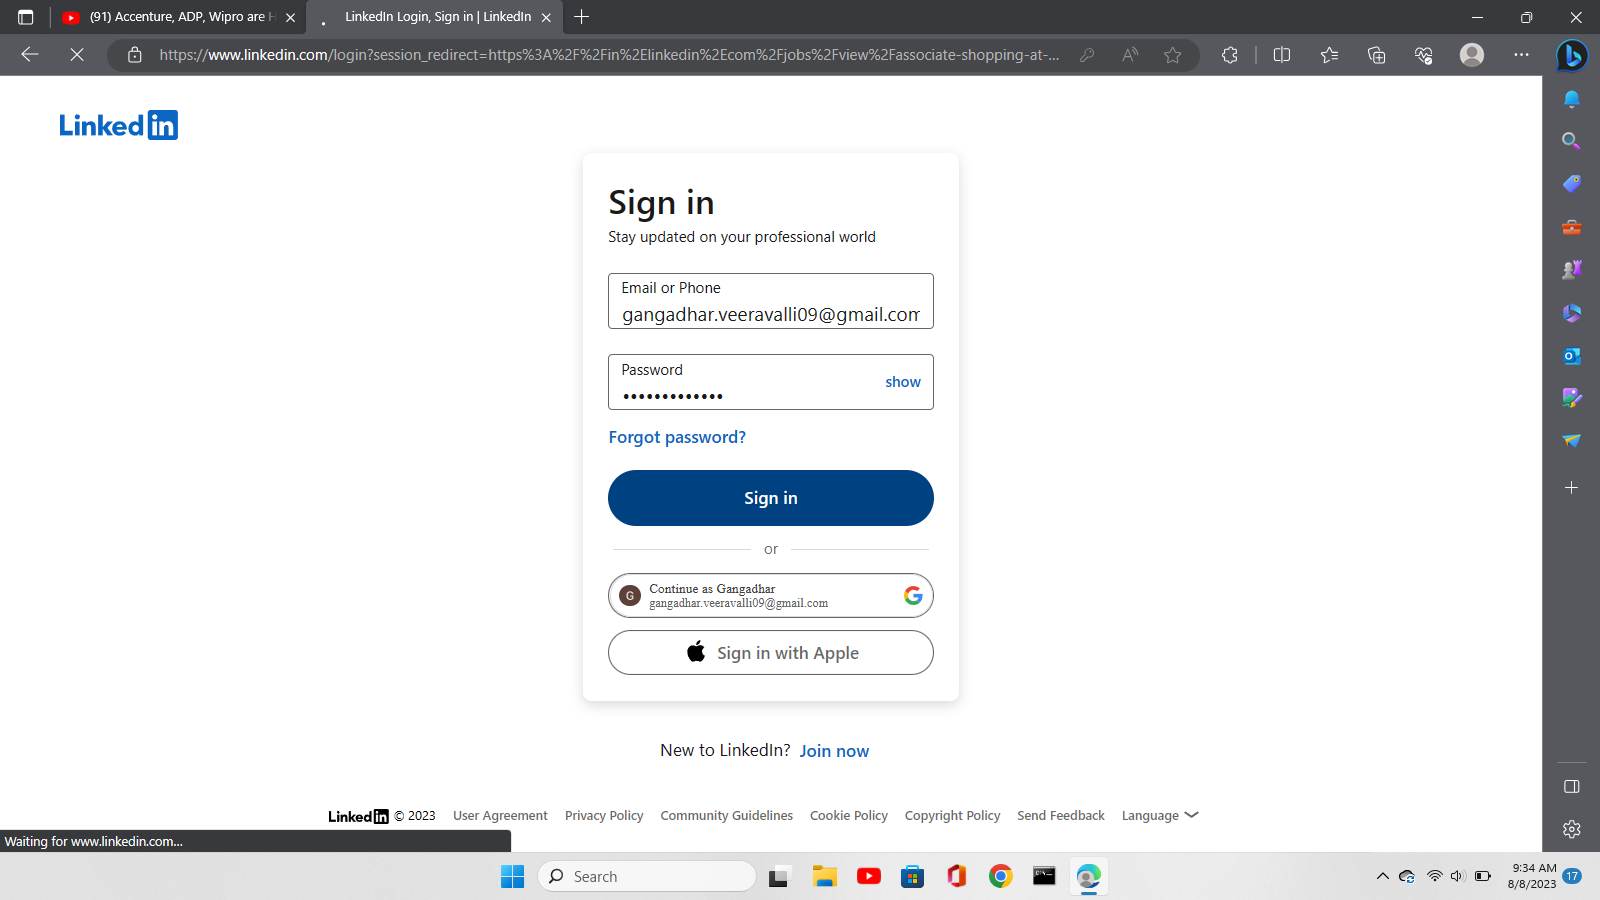 (91) Accenture, ADP, Wipro are H
LinkedIn Login, Sign in | LinkedIn
https://www.linkedin.com/login?session_redirect=https%3A%2F%2Fin%2Elinkedin%2Ecom%2Fjobs%2Fview%2Fassociate-shopping-at-...
LinkedIn
Sign in
Stay updated on your professional world
Email or Phone
gangadhar.veeravalli09@gmail.com
Password
•••••••••••••
show
Forgot password?
Sign in
or
G
Continue as Gangadhar
gangadhar.veeravalli09@gmail.com
Sign in with Apple
New to LinkedIn? Join now
LinkedIn © 2023 User Agreement Privacy Policy Community Guidelines Cookie Policy Copyright Policy Send Feedback Language
Waiting for www.linkedin.com...
Search
9:34 AM
8/8/2023
17